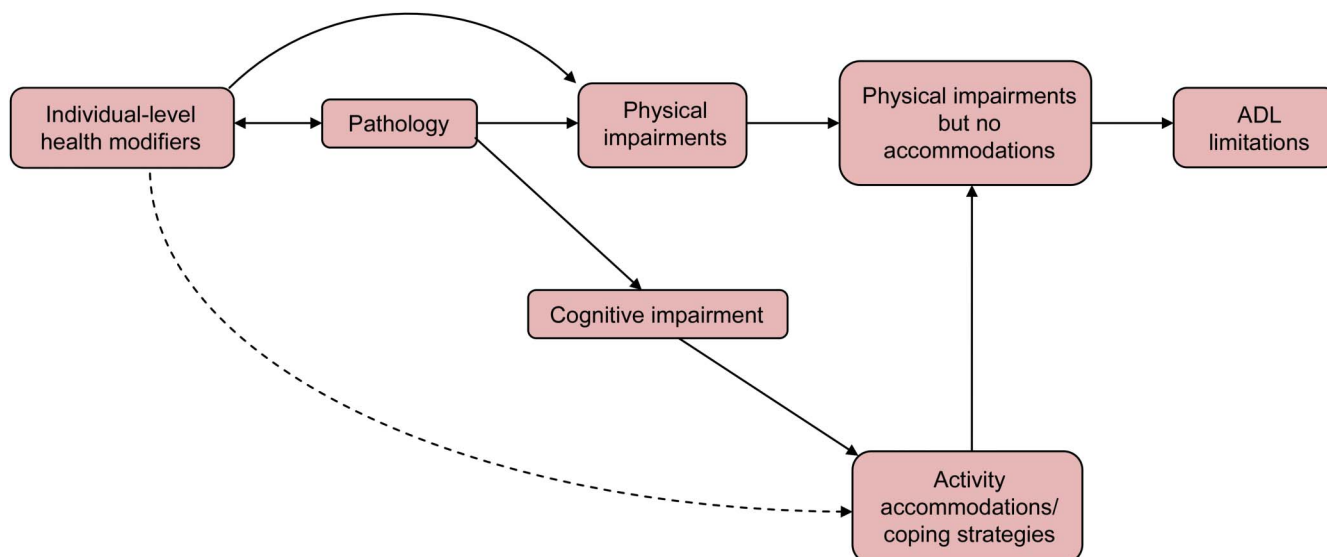 Individual-level
health modifiers
Pathology
Physical
impairments
Physical impairments
but no
accommodations
ADL
limitations
Cognitive impairment
Activity
accommodations/
coping strategies